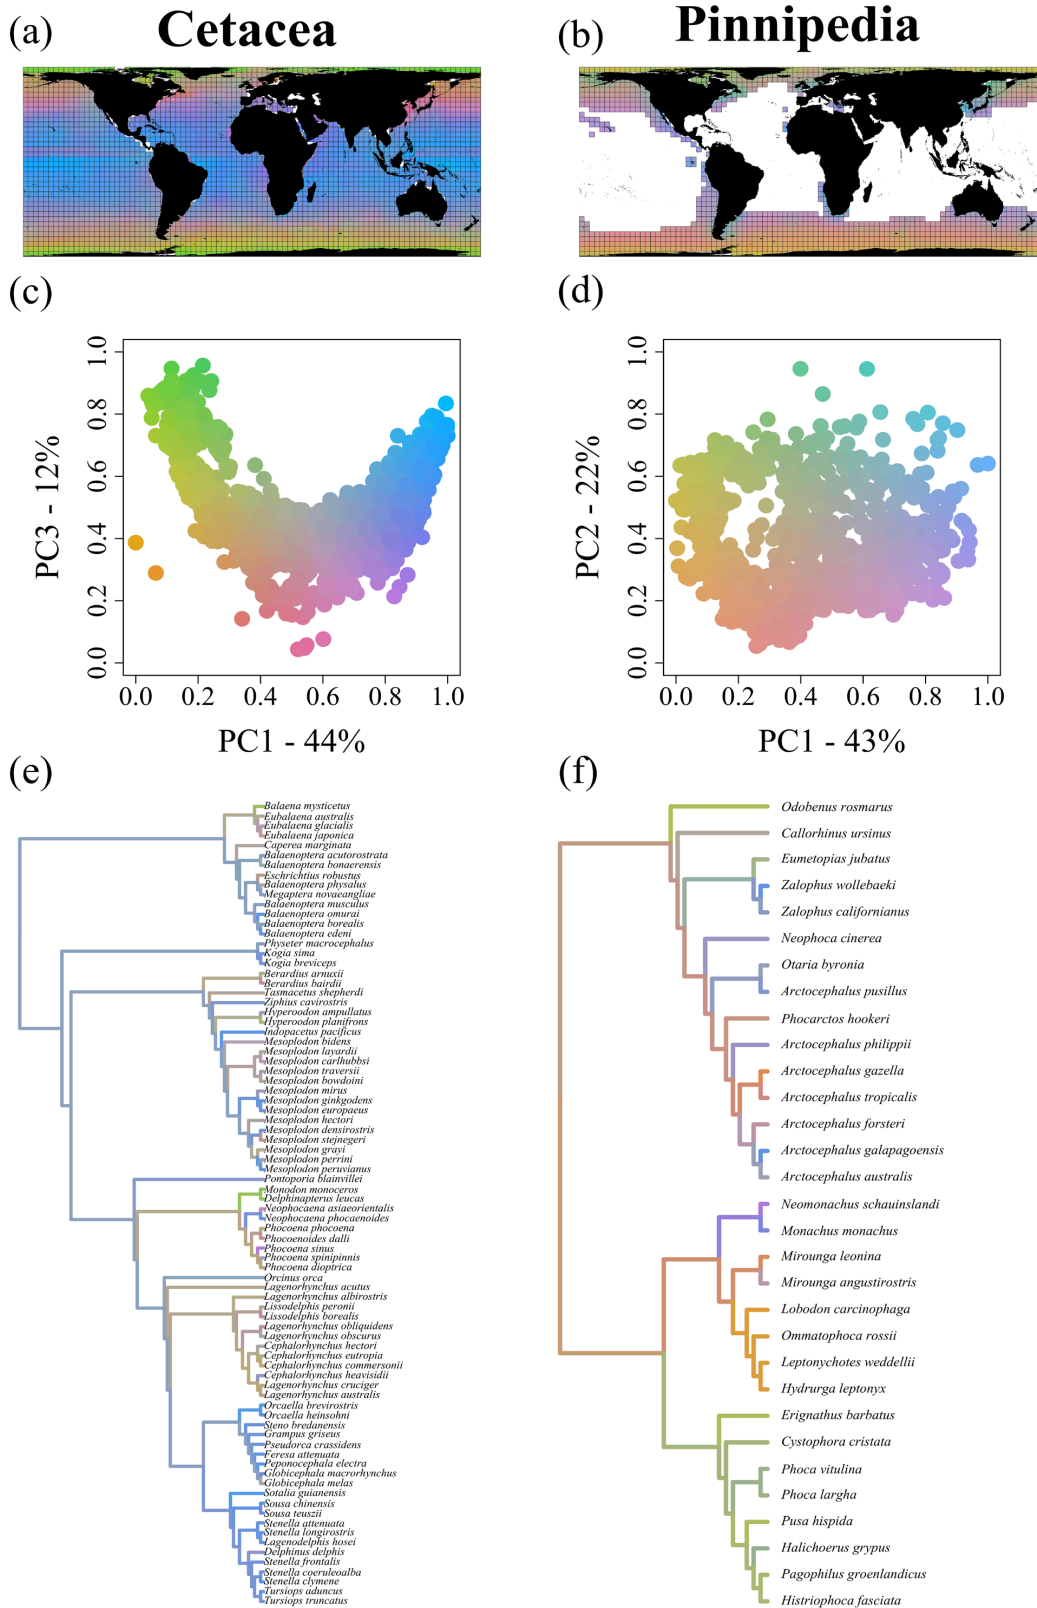 (a) Cetacea
(b) Pinnipedia
(c)
(d)
PC3 - 12%
1.0
0.8
0.6
0.4
0.2
0.0
0.0 0.2 0.4 0.6 0.8 1.0
PC1 - 44%
PC2 - 22%
1.0
0.8
0.6
0.4
0.2
0.0
0.0 0.2 0.4 0.6 0.8 1.0
PC1 - 43%
(e)
Balaena mysticetus
Eubalaena australis
Eubalaena glacialis
Eubalaena japonica
Caperea marginata
Balaenoptera acutorostrata
Balaenoptera bonaerensis
Eschrichtius robustus
Balaenoptera physalus
Megaptera novaeangliae
Balaenoptera musculus
Balaenoptera omurai
Balaenoptera borealis
Balaenoptera edeni
Physeter macrocephalus
Kogia sima
Kogia breviceps
Berardius arnuxii
Berardius bairdii
Tasmacetus shepherdi
Ziphius cavirostris
Hyperoodon ampullatus
Hyperoodon planifrons
Indopacetus pacificus
Mesoplodon bidens
Mesoplodon layardii
Mesoplodon carlhubbsi
Mesoplodon traversii
Mesoplodon bowdoini
Mesoplodon mirus
Mesoplodon ginkgodens
Mesoplodon europaeus
Mesoplodon hectori
Mesoplodon densirostris
Mesoplodon stejnegeri
Mesoplodon grayi
Mesoplodon perrini
Mesoplodon peruvianus
Pontoporia blainvillei
Monodon monoceros
Delphinapterus leucas
Neophocaena asiaeorientalis
Neophocaena phocaenoides
Phocoena phocoena
Phocoenoides dalli
Phocoena sinus
Phocoena spinipinnis
Phocoena dioptrica
Orcinus orca
Lagenorhynchus acutus
Lagenorhynchus albirostris
Lissodelphis peronii
Lissodelphis borealis
Lagenorhynchus obliquidens
Lagenorhynchus obscurus
Cephalorhynchus hectori
Cephalorhynchus eutropia
Cephalorhynchus commersonii
Cephalorhynchus heavisidii
Lagenorhynchus cruciger
Lagenorhynchus australis
Orcaella brevirostris
Orcaella heinsohni
Steno bredanensis
Grampus griseus
Pseudorca crassidens
Feresa attenuata
Peponocephala electra
Globicephala macrorhynchus
Globicephala melas
Sotalia guianensis
Sousa chinensis
Sousa teuszii
Stenella attenuata
Stenella longirostris
Lagenodelphis hosei
Delphinus delphis
Stenella frontalis
Stenella coeruleoalba
Stenella clymene
Tursiops aduncus
Tursiops truncatus
(f)
Odobenus rosmarus
Callorhinus ursinus
Eumetopias jubatus
Zalophus wollebaeki
Zalophus californianus
Neophoca cinerea
Otaria byronia
Arctocephalus pusillus
Phocarctos hookeri
Arctocephalus philippii
Arctocephalus gazella
Arctocephalus tropicalis
Arctocephalus forsteri
Arctocephalus galapagoensis
Arctocephalus australis
Neomonachus schauinslandi
Monachus monachus
Mirounga leonina
Mirounga angustirostris
Lobodon carcinophaga
Ommatophoca rossii
Leptonychotes weddellii
Hydrurga leptonyx
Erignathus barbatus
Cystophora cristata
Phoca vitulina
Phoca largha
Pusa hispida
Halichoerus grypus
Pagophilus groenlandicus
Histriophoca fasciata